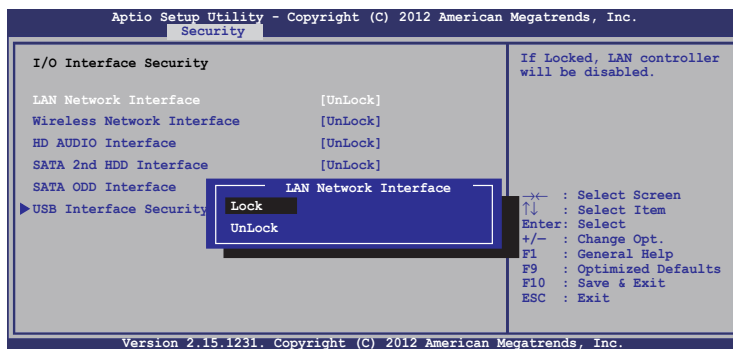 Aptio Setup Utility - Copyright (C) 2012 American Megatrends, Inc.
Security
I/O Interface Security
LAN Network Interface [UnLock]
Wireless Network Interface [UnLock]
HD AUDIO Interface [UnLock]
SATA 2nd HDD Interface [UnLock]
SATA ODD Interface
USB Interface Security
LAN Network Interface
Lock
UnLock
If Locked, LAN controller
will be disabled.
→← : Select Screen
↑↓ : Select Item
Enter: Select
+/— : Change Opt.
F1 : General Help
F9 : Optimized Defaults
F10 : Save & Exit
ESC : Exit
Version 2.15.1231. Copyright (C) 2012 American Megatrends, Inc.